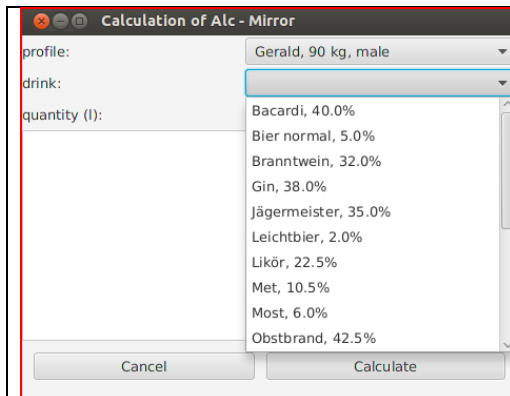 Calculation of Alc - Mirror
profile:
Gerald, 90 kg, male
drink:
quantity (l):
Bacardi, 40.0%
Bier normal, 5.0%
Branntwein, 32.0%
Gin, 38.0%
Jägermeister, 35.0%
Leichtbier, 2.0%
Likör, 22.5%
Met, 10.5%
Most, 6.0%
Obstbrand, 42.5%
Cancel
Calculate